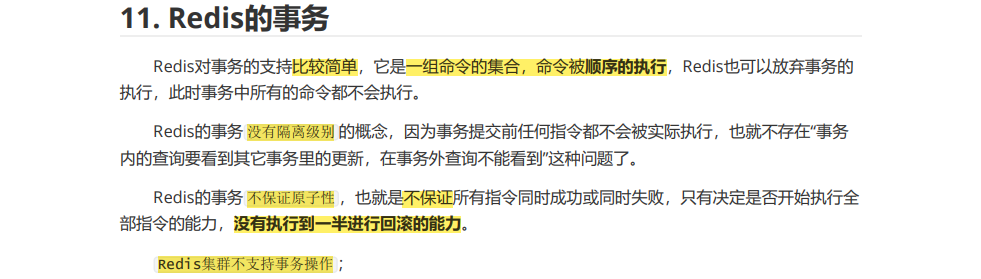 11. Redis的事务
Redis对事务的支持比较简单，它是一组命令的集合，命令被顺序的执行，Redis也可以放弃事务的
执行，此时事务中所有的命令都不会执行。
Redis的事务 没有隔离级别 的概念，因为事务提交前任何指令都不会被实际执行，也就不存在“事务
内的查询要看到其它事务里的更新，在事务外查询不能看到”这种问题了。
Redis的事务 不保证原子性 ，也就是不保证所有指令同时成功或同时失败，只有决定是否开始执行全
部指令的能力，没有执行到一半进行回滚的能力。
Redis集群不支持事务操作 ；